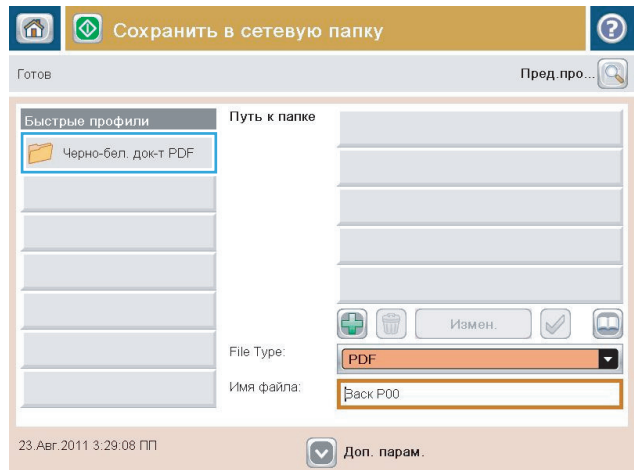 Сохранить в сетевую папку
Готов
Пред.про...
Быстрые профили
Черно-бел. док-т PDF
Путь к папке
Измен.
File Type:
PDF
Имя файла:
Васк Р00
23.Авг.2011 3:29:08 ПП
Доп. парам.